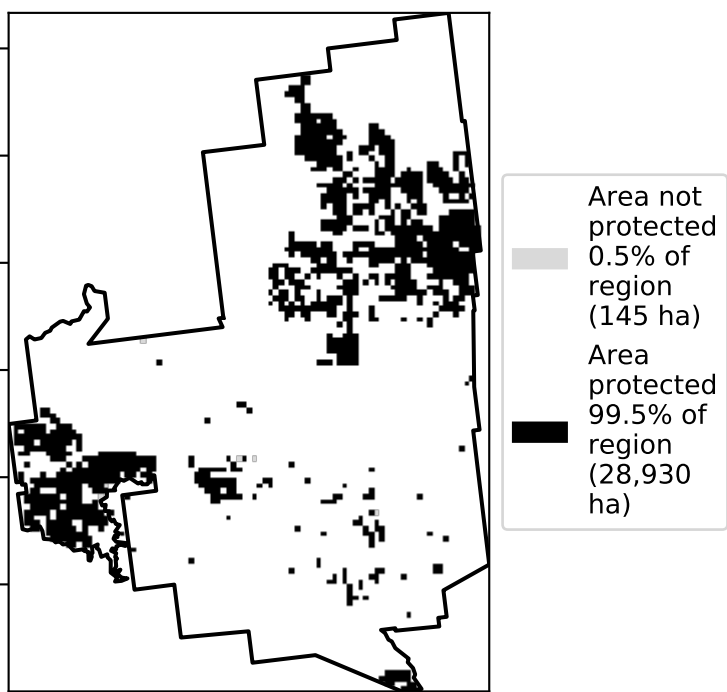 Area not
protected
0.5% of
region
(145 ha)
Area
protected
99.5% of
region
(28,930
ha)